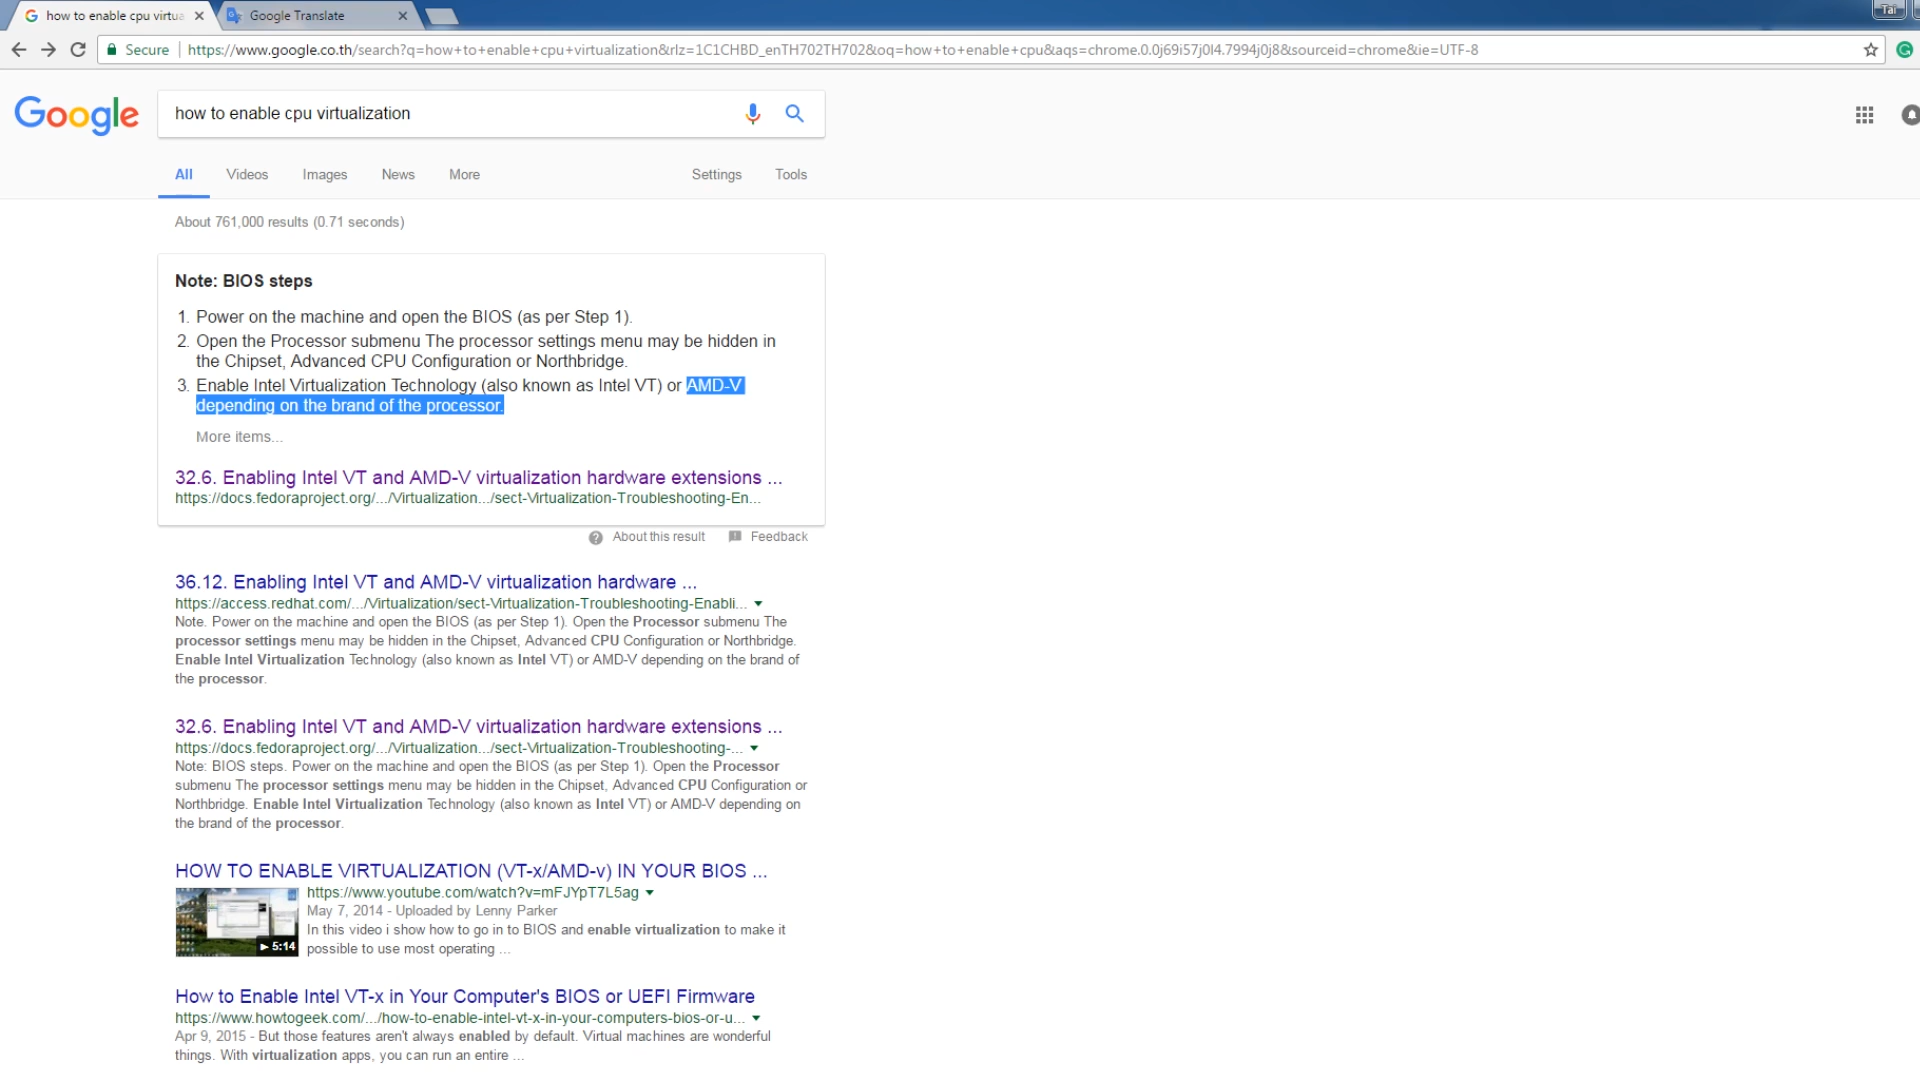 how to enable cpu virtua
Google Translate
Tai
Secure
https://www.google.co.th/search?q=how+to+enable+cpu+virtualization&rlz=1C1CHBD_enTH702TH702&oq=how+to+enable+cpu&aqs=chrome.0.0j69i57j0l4.7994j0j8&sourceid=chrome&ie=UTF-8
Google
how to enable cpu virtualization
All Videos Images News More Settings Tools
About 761,000 results (0.71 seconds)
Note: BIOS steps
1. Power on the machine and open the BIOS (as per Step 1).
2. Open the Processor submenu The processor settings menu may be hidden in
the Chipset, Advanced CPU Configuration or Northbridge.
3. Enable Intel Virtualization Technology (also known as Intel VT) or AMD-V
depending on the brand of the processor.
More items...
32.6. Enabling Intel VT and AMD-V virtualization hardware extensions ...
https://docs.fedoraproject.org/.../Virtualization.../sect-Virtualization-Troubleshooting-En...
About this result Feedback
36.12. Enabling Intel VT and AMD-V virtualization hardware ...
https://access.redhat.com/.../Virtualization/sect-Virtualization-Troubleshooting-Enabli...
Note. Power on the machine and open the BIOS (as per Step 1). Open the Processor submenu The
processor settings menu may be hidden in the Chipset, Advanced CPU Configuration or Northbridge.
Enable Intel Virtualization Technology (also known as Intel VT) or AMD-V depending on the brand of
the processor.
32.6. Enabling Intel VT and AMD-V virtualization hardware extensions ...
https://docs.fedoraproject.org/.../Virtualization.../sect-Virtualization-Troubleshooting-...
Note: BIOS steps. Power on the machine and open the BIOS (as per Step 1). Open the Processor
submenu The processor settings menu may be hidden in the Chipset, Advanced CPU Configuration or
Northbridge. Enable Intel Virtualization Technology (also known as Intel VT) or AMD-V depending on
the brand of the processor.
HOW TO ENABLE VIRTUALIZATION (VT-x/AMD-v) IN YOUR BIOS ...
https://www.youtube.com/watch?v=mFJYpT7L5ag
May 7, 2014 - Uploaded by Lenny Parker
In this video i show how to go in to BIOS and enable virtualization to make it
5:14
possible to use most operating ...
How to Enable Intel VT-x in Your Computer's BIOS or UEFI Firmware
https://www.howtogeek.com/.../how-to-enable-intel-vt-x-in-your-computers-bios-or-u...
Apr 9, 2015 - But those features aren't always enabled by default. Virtual machines are wonderful
things. With virtualization apps, you can run an entire ...